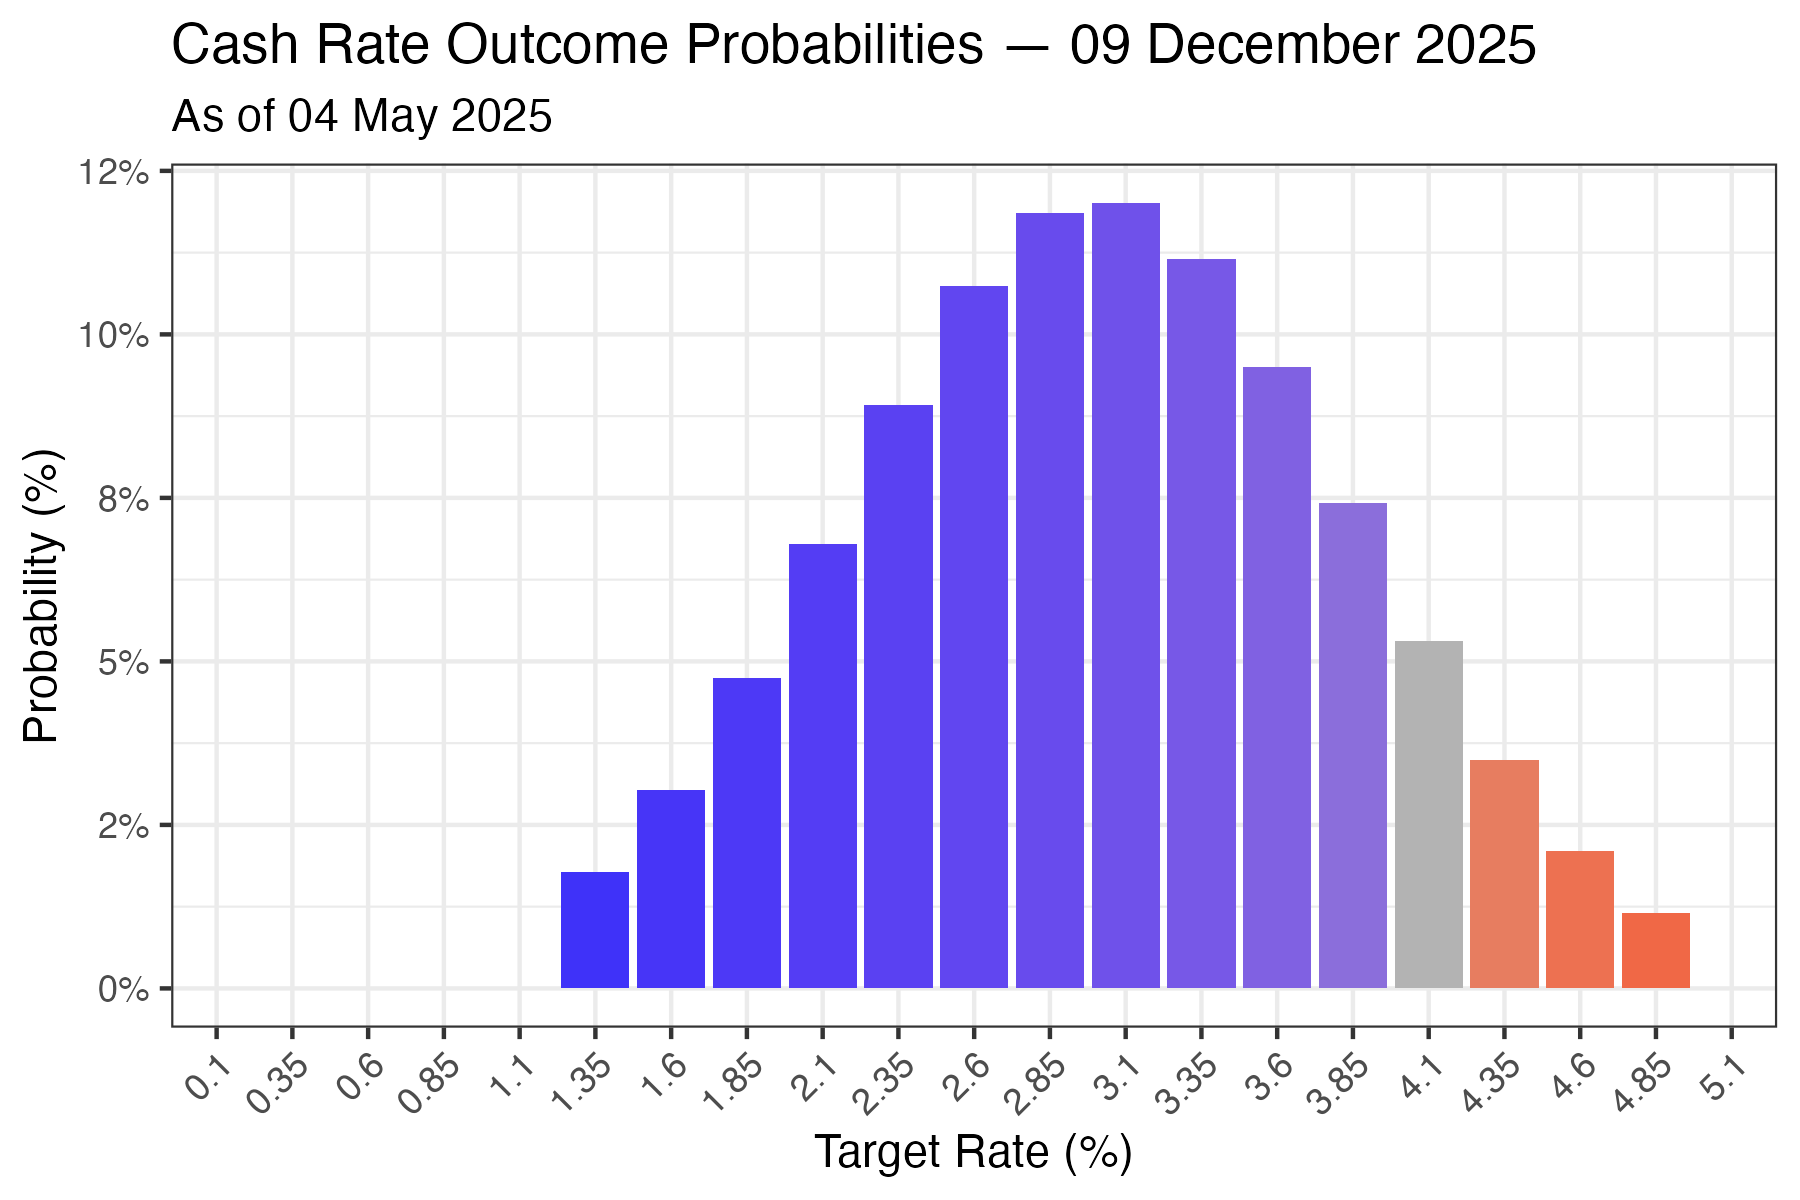 Cash Rate Outcome Probabilities — 09 December 2025
As of 04 May 2025
12%
10%
8%
5%
2%
0%
Probability (%)
0.1 0.35 0.6 0.85 1.1 1.35 1.6 1.85 2.1 2.35 2.6 2.85 3.1 3.35 3.6 3.85 4.1 4.35 4.6 4.85 5.1
Target Rate (%)